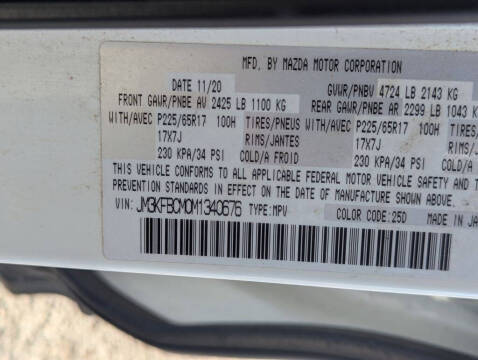 MFD. BY MAZDA MOTOR CORPORATION
DATE 11/20 GVWR/PNBV 4724 LB 2143 KG
FRONT GAWR/PNBE AV 2425 LB 1100 KG REAR GAWR/PNBE AR 2299 LB 1043 KG
WITH/AVEC P225/65R17 100H TIRES/PNEUS WITH/AVEC P225/65R17 100H TIRES/
17X7J RIMS/JANTES 17X7J RIMS/J
230 KPA/34 PSI COLD/A FROID 230 KPA/34 PSI COLD/A
THIS VEHICLE CONFORMS TO ALL APPLICABLE FEDERAL MOTOR VEHICLE SAFETY BUMP
PREVENTION STANDARDS IN EFFECT ON THE DATE OF MANUFACTURE SHOWN ABOVE.
VIN: JM3KFBCM0M1340676 TYPE:MPV COLOR CODE:25D MADE IN JA